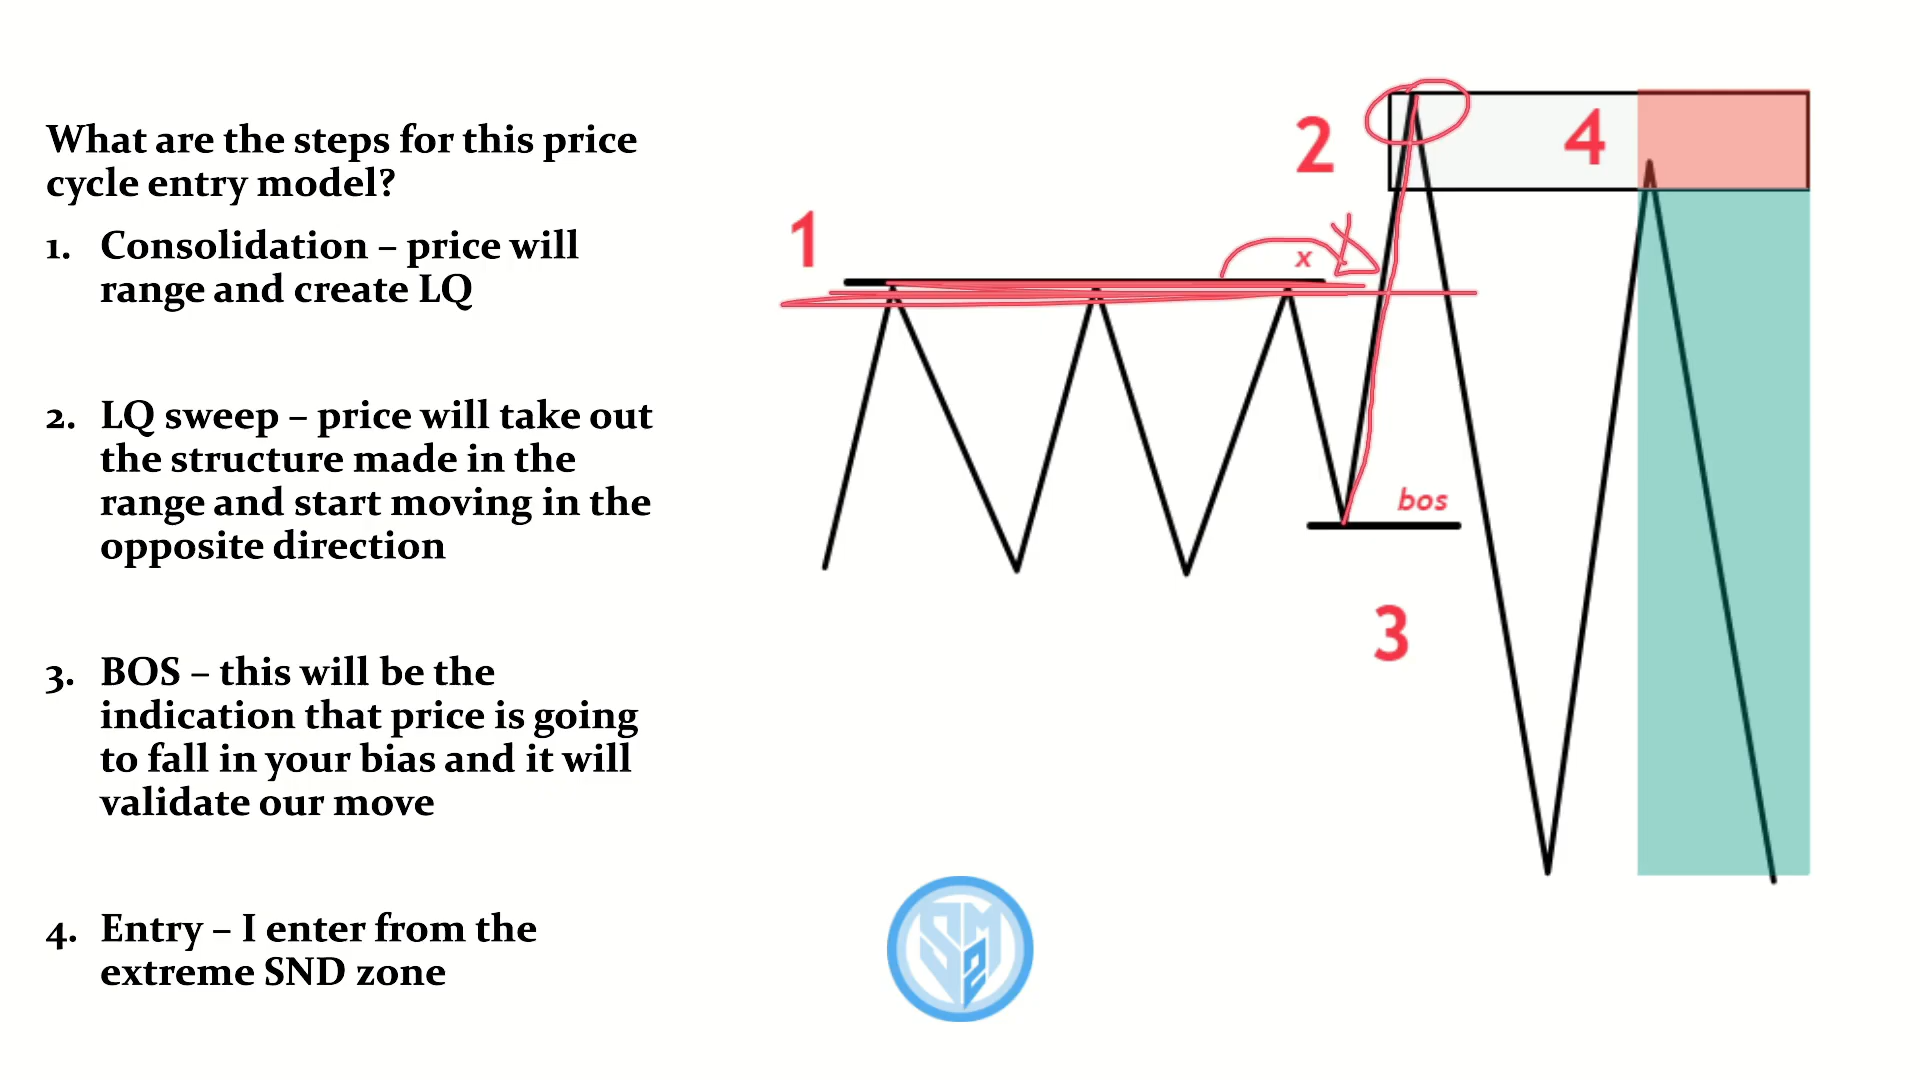 What are the steps for this price
cycle entry model?
1. Consolidation – price will
range and create LQ
2. LQ sweep – price will take out
the structure made in the
range and start moving in the
opposite direction
3. BOS – this will be the
indication that price is going
to fall in your bias and it will
validate our move
4. Entry – I enter from the
extreme SND zone
1
2
4
x
bos
3